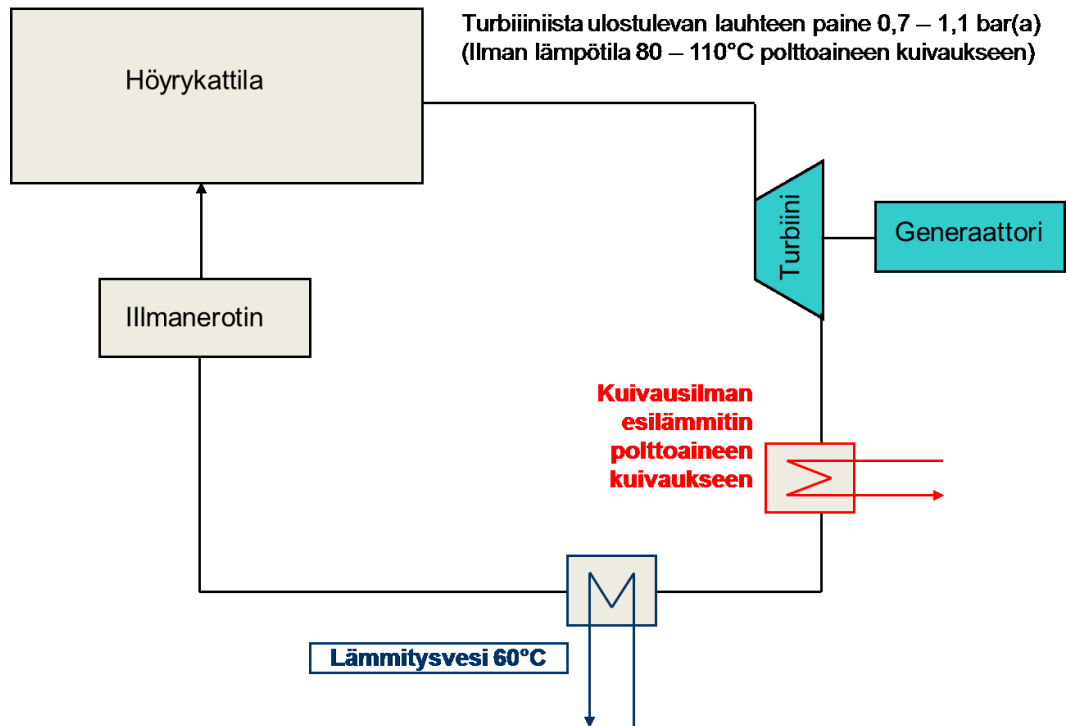 Turbiiiniista ulostulevan lauhteen paine 0,7 – 1,1 bar(a)
(Ilman lämpötila 80 – 110°C polttoaineen kuivaukseen)
Höyrykattila
Turbiini
Generaattori
Illmanerotin
Kuivausilman
esilämmitin
polttoaineen
kuivaukseen
Lämmitysvesi 60°C